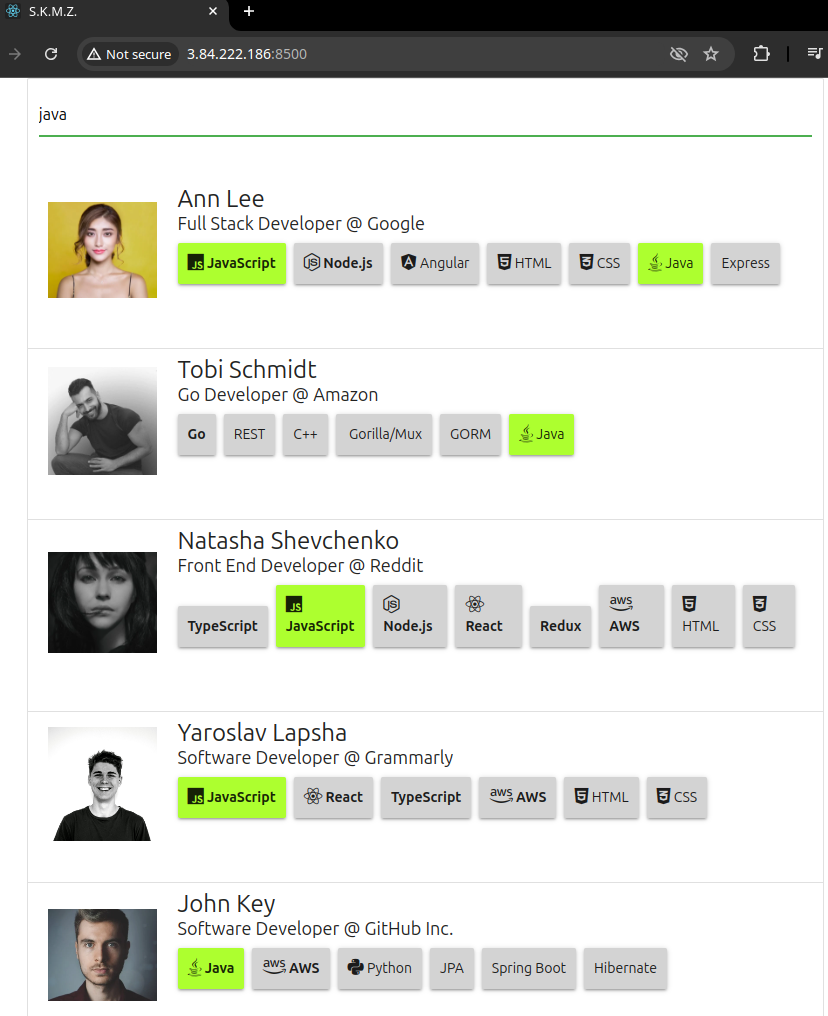 S.K.M.Z.
Not secure 3.84.222.186:8500
java
Ann Lee
Full Stack Developer @ Google
JS JavaScript JS Node.js Angular HTML CSS Java Express
Tobi Schmidt
Go Developer @ Amazon
Go REST C++ Gorilla/Mux GORM Java
Natasha Shevchenko
Front End Developer @ Reddit
JS JS aws
TypeScript JavaScript Node.js React Redux AWS HTML CSS
Yaroslav Lapsha
Software Developer @ Grammarly
JS JavaScript React TypeScript aws AWS HTML CSS
John Key
Software Developer @ GitHub Inc.
Java aws AWS Python JPA Spring Boot Hibernate